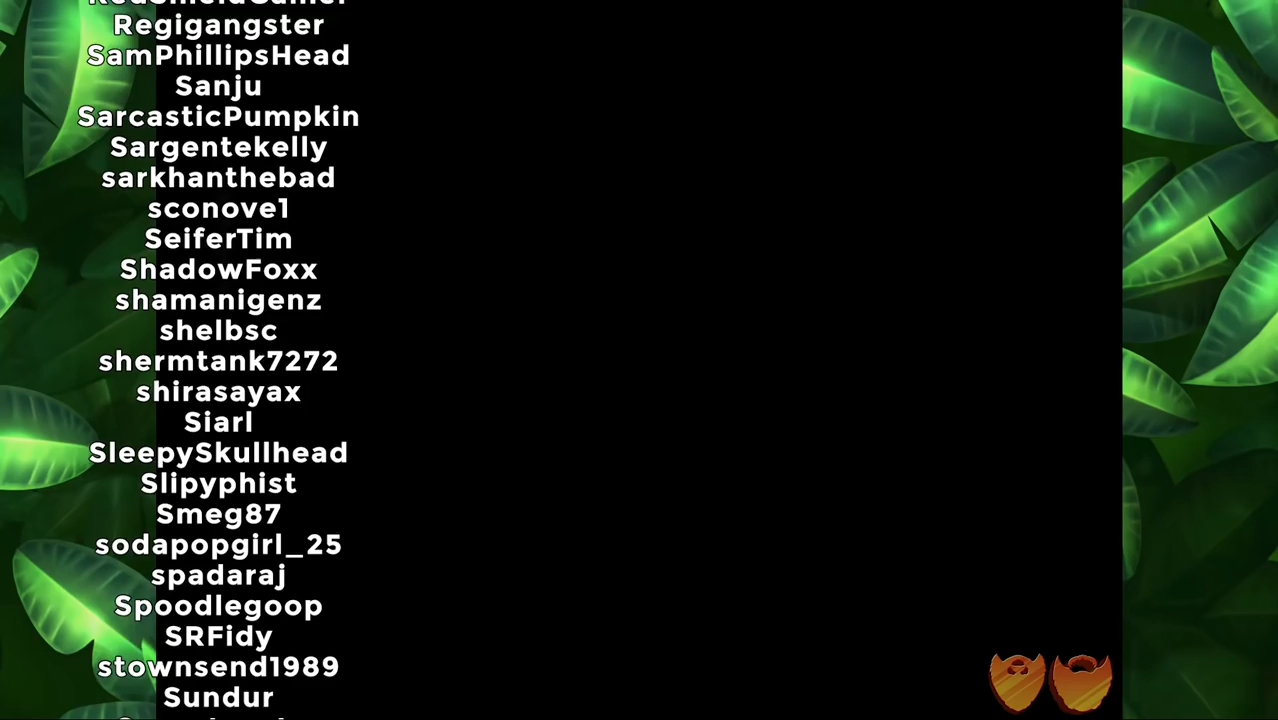 Regigangster
SamPhillipsHead
Sanju
SarcasticPumpkin
Sargentekelly
sarkhanthebad
sconove1
SeiferTim
ShadowFoxx
shamanigenz
shelbsc
shermtank7272
shirasayax
Siarl
SleepySkullhead
Slipyphist
Smeg87
sodapopgirl_25
spadaraj
Spoodlegoop
SRFidy
stownsend1989
Sundur